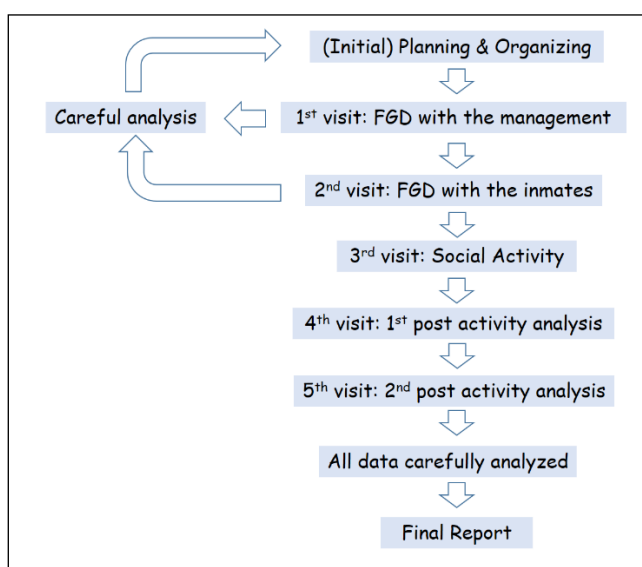 (Initial) Planning & Organizing
Careful analysis
1st visit: FGD with the management
2nd visit: FGD with the inmates
3rd visit: Social Activity
4th visit: 1st post activity analysis
5th visit: 2nd post activity analysis
All data carefully analyzed
Final Report